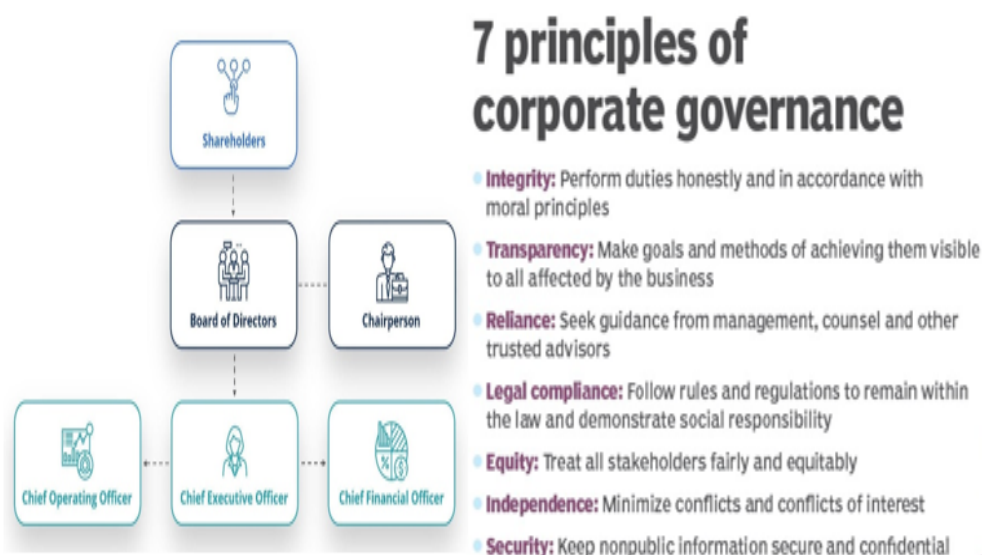 Shareholders
Board of Directors
Chairperson
Chief Operating Officer
Chief Executive Officer
Chief Financial Officer
7 principles of
corporate governance
Integrity: Perform duties honestly and in accordance with
moral principles
Transparency: Make goals and methods of achieving them visible
to all affected by the business
Reliance: Seek guidance from management, counsel and other
trusted advisors
Legal compliance: Follow rules and regulations to remain within
the law and demonstrate social responsibility
Equity: Treat all stakeholders fairly and equitably
Independence: Minimize conflicts and conflicts of interest
Security: Keep nonpublic information secure and confidential